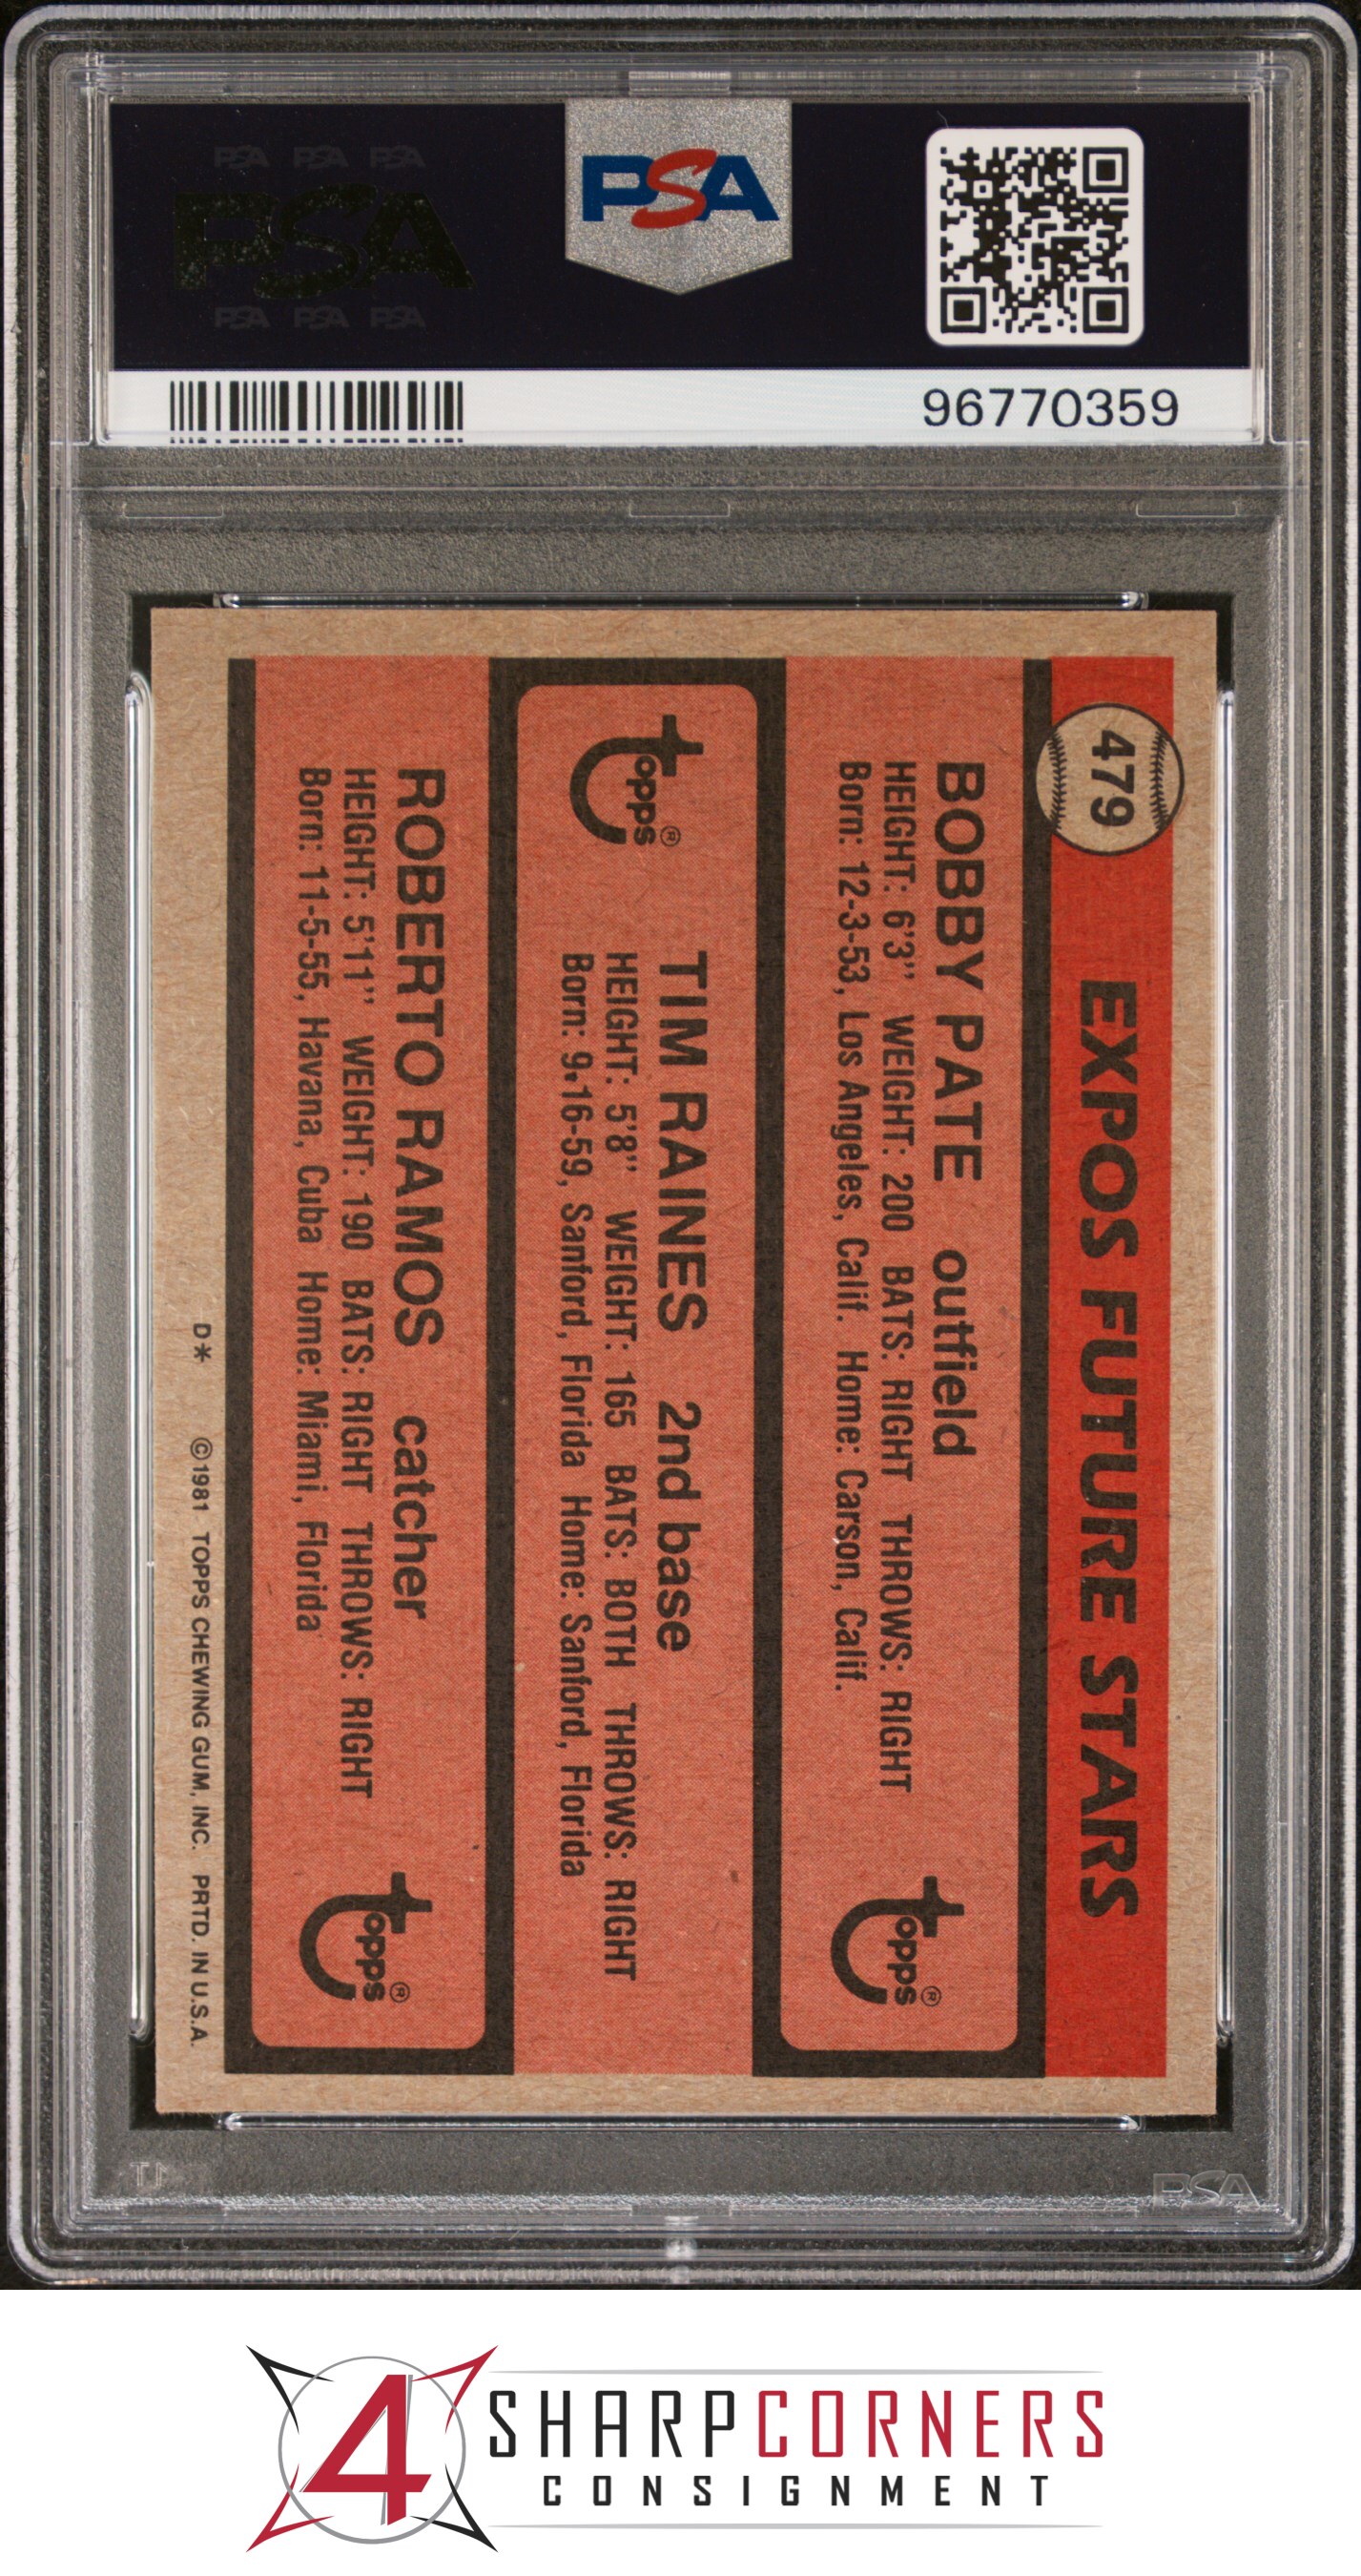 PSA PSA PSA
PSA
PSA PSA PSA
PSA
96770359
479
EXPOS FUTURE STARS
BOBBY PATE outfield
HEIGHT: 6'3" WEIGHT: 200 BATS: RIGHT THROWS: RIGHT
Born: 12-3-53, Los Angeles, Calif. Home: Carson, Calif.
topps®
topps®
TIM RAINES 2nd base
HEIGHT: 5'8" WEIGHT: 165 BATS: BOTH THROWS: RIGHT
Born: 9-16-59, Sanford, Florida Home: Sanford, Florida
ROBERTO RAMOS catcher
HEIGHT: 5'11" WEIGHT: 190 BATS: RIGHT THROWS: RIGHT
Born: 11-5-55, Havana, Cuba Home: Miami, Florida
topps®
D* ©1981 TOPPS CHEWING GUM, INC. PRTD. IN U.S.A.
PSA
4 SHARPCORNERS
CONSIGNMENT